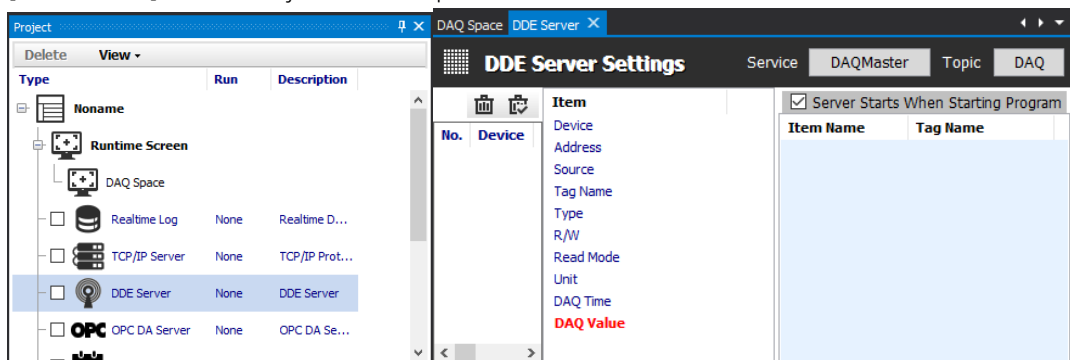 Project
Delete View
Type Run Description
Noname
Runtime Screen
DAQ Space
Realtime Log None Realtime D...
TCP/IP Server None TCP/IP Prot...
DDE Server None DDE Server
OPC OPC DA Server None OPC DA Se...
DAQ Space DDE Server
DDE Server Settings Service DAQMaster Topic DAQ
No. Device
Item
Device
Address
Source
Tag Name
Type
R/W
Read Mode
Unit
DAQ Time
DAQ Value
Server Starts When Starting Program
Item Name Tag Name